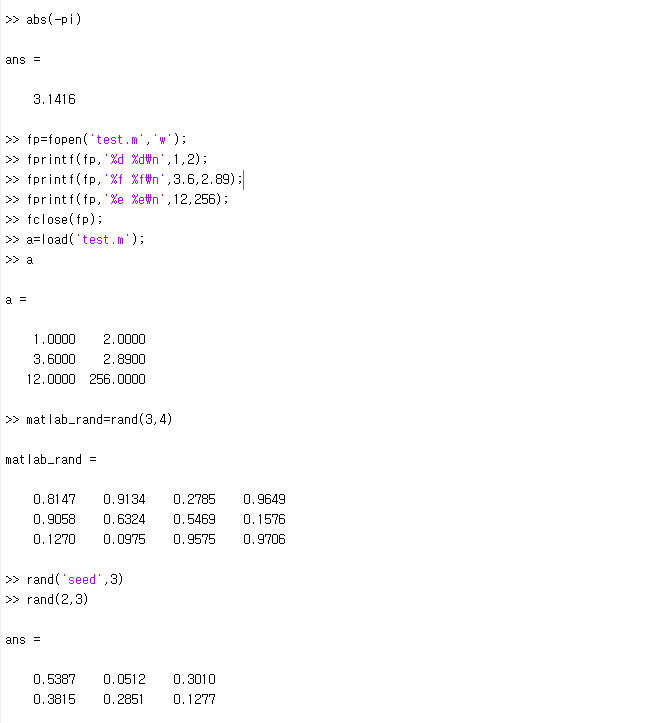 >> abs(-pi)
ans =
3.1416
>> fp=fopen('test.m','w');
>> fprintf(fp,'%d %d₩n',1,2);
>> fprintf(fp,'%f %f₩n',3.6,2.89);
>> fprintf(fp,'%e %e₩n',12,256);
>> fclose(fp);
>> a=load('test.m');
>> a
a =
1.0000 2.0000
3.6000 2.8900
12.0000 256.0000
>> matlab_rand=rand(3,4)
matlab_rand =
0.8147 0.9134 0.2785 0.9649
0.9058 0.6324 0.5469 0.1576
0.1270 0.0975 0.9575 0.9706
>> rand('seed',3)
>> rand(2,3)
ans =
0.5387 0.0512 0.3010
0.3815 0.2851 0.1277